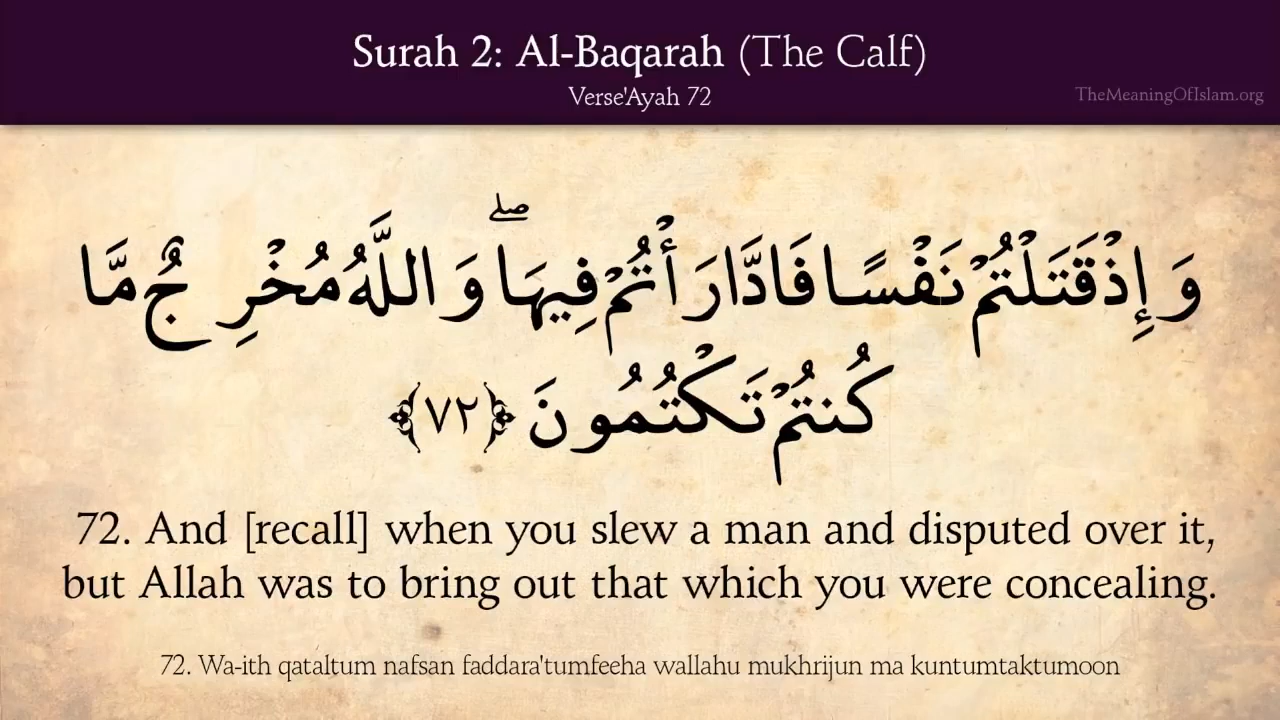 Surah 2: Al-Baqarah (The Calf)
Verse'Ayah 72
TheMeaningOfIslam.org
وَإِذْ قَتَلْتُمْ نَفْسًا فَادَّارَأْتُمْ فِيهَا ۖ وَاللَّهُ مُخْرِجٌ مَّا
كُنتُمْ تَكْتُمُونَ ﴿٧٢﴾
72. And [recall] when you slew a man and disputed over it,
but Allah was to bring out that which you were concealing.
72. Wa-ith qataltum nafsan faddara'tumfeeha wallahu mukhrijun ma kuntumtaktumoon